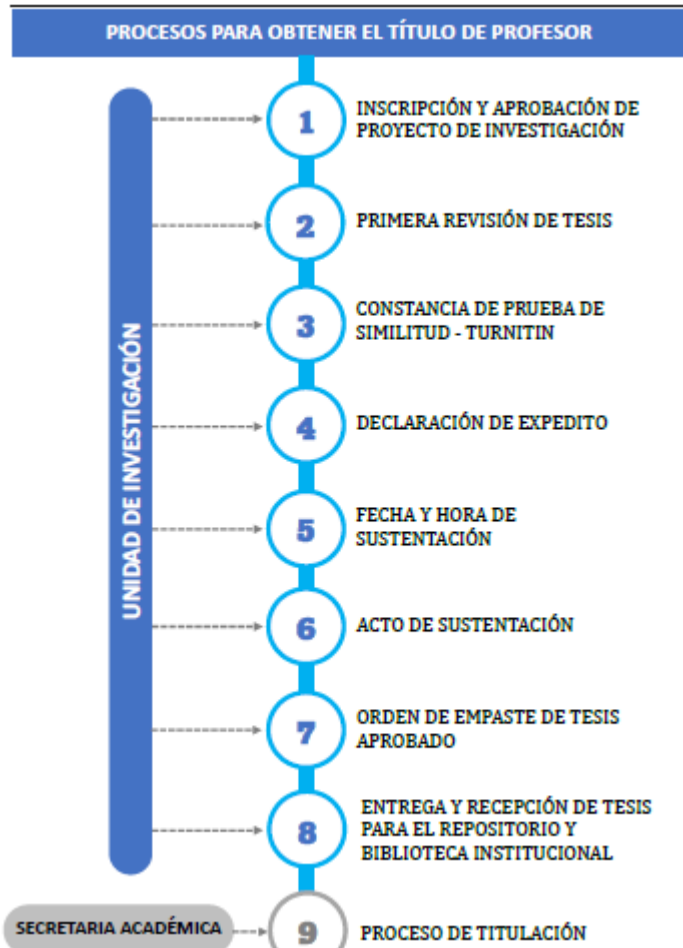 PROCESOS PARA OBTENER EL TÍTULO DE PROFESOR
UNIDAD DE INVESTIGACIÓN
1
INSCRIPCIÓN Y APROBACIÓN DE
PROYECTO DE INVESTIGACIÓN
2
PRIMERA REVISIÓN DE TESIS
3
CONSTANCIA DE PRUEBA DE
SIMILITUD - TURNITIN
4
DECLARACIÓN DE EXPEDITO
5
FECHA Y HORA DE
SUSTENTACIÓN
6
ACTO DE SUSTENTACIÓN
7
ORDEN DE EMPASTE DE TESIS
APROBADO
8
ENTREGA Y RECEPCIÓN DE TESIS
PARA EL REPOSITORIO Y
BIBLIOTECA INSTITUCIONAL
SECRETARIA ACADÉMICA
9
PROCESO DE TITULACIÓN